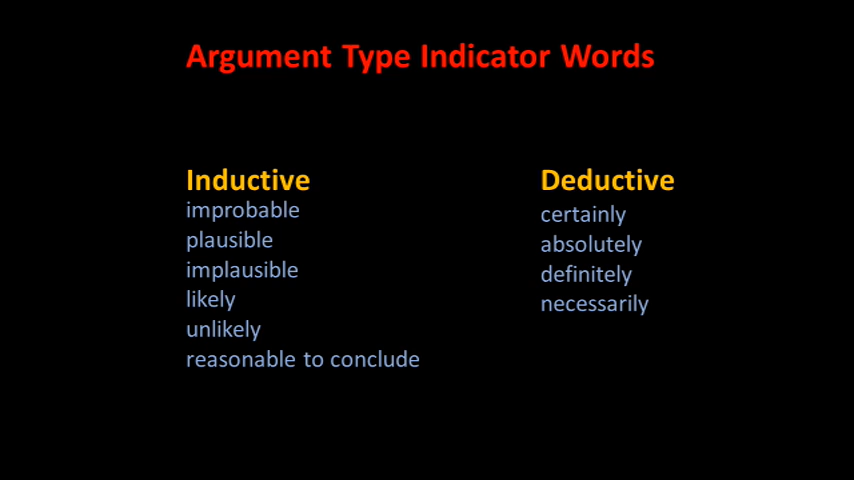 Argument Type Indicator Words
Inductive
improbable
plausible
implausible
likely
unlikely
reasonable to conclude
Deductive
certainly
absolutely
definitely
necessarily